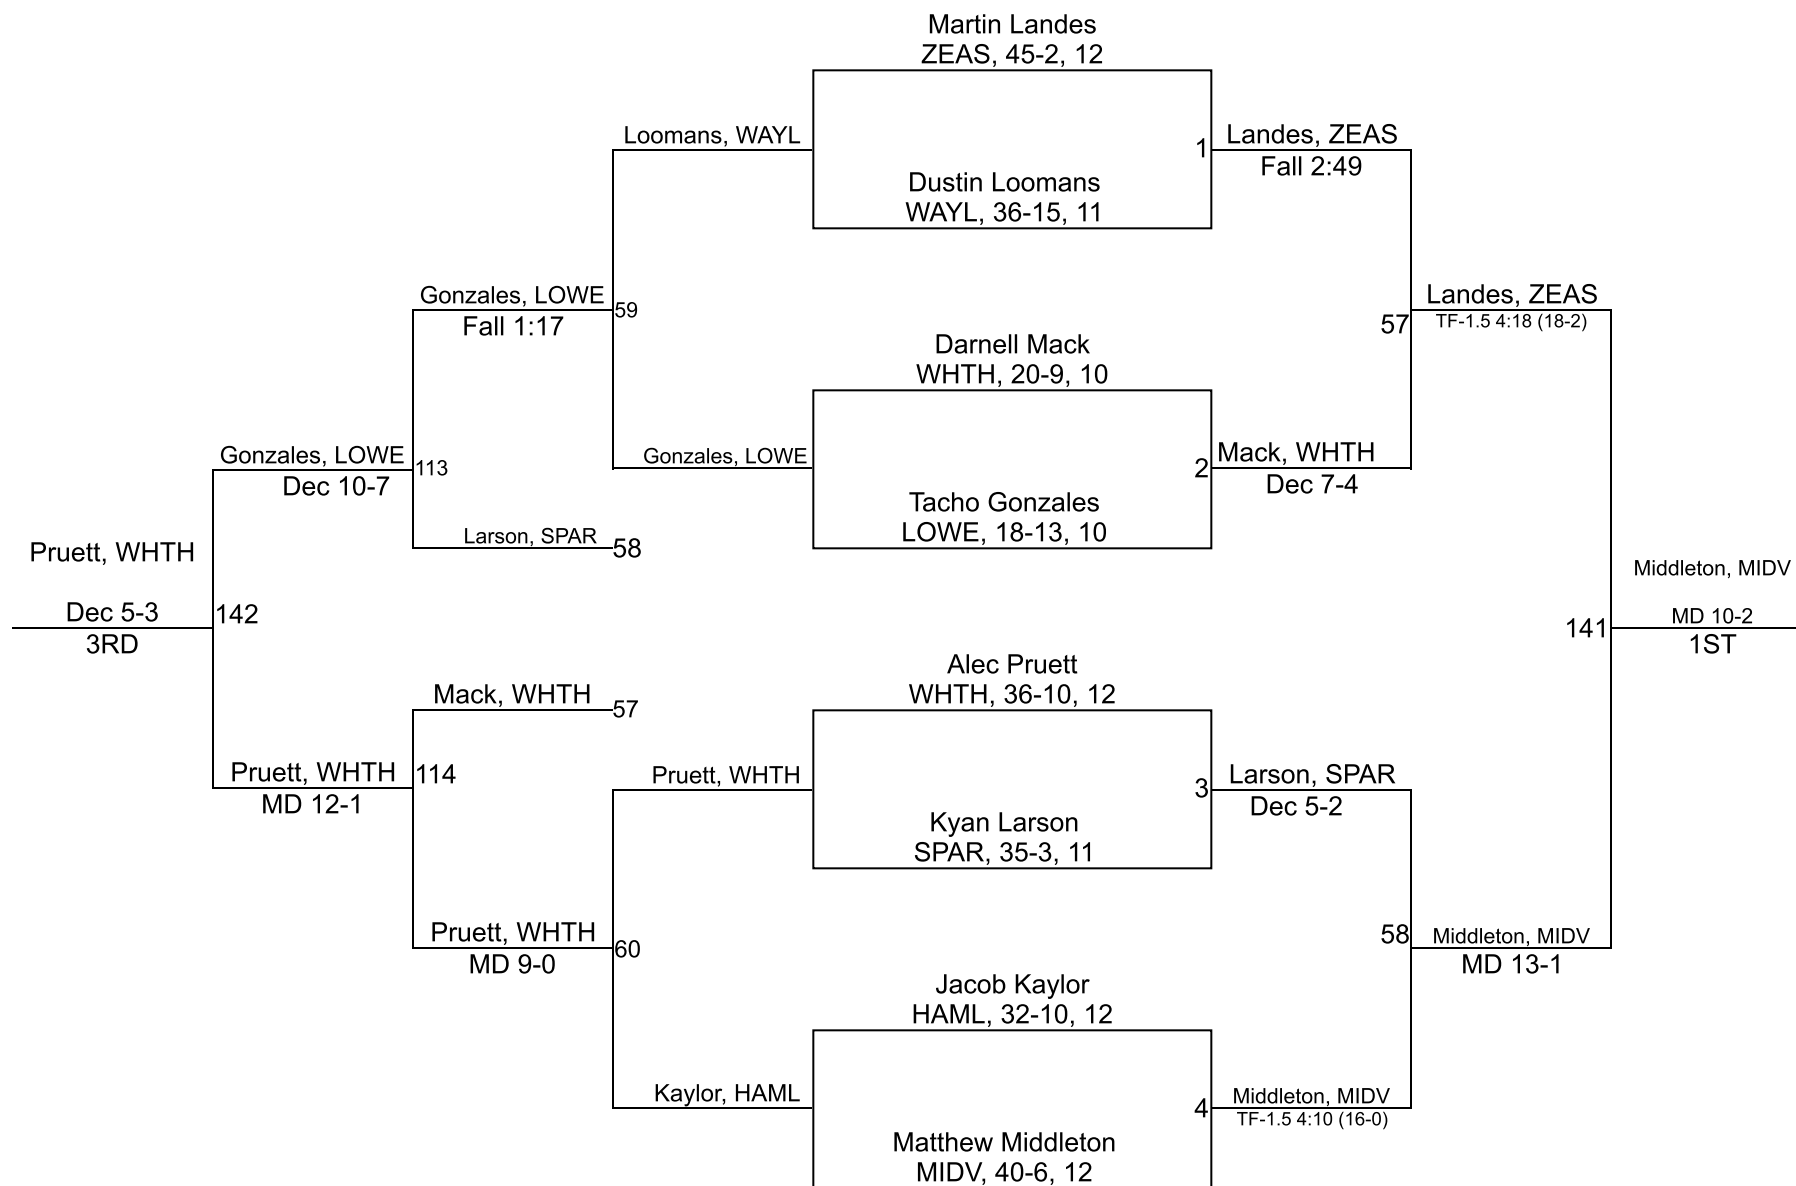 Martin Landes
ZEAS, 45-2, 12
Loomans, WAYL
1
Landes, ZEAS
Fall 2:49
Dustin Loomans
WAYL, 36-15, 11
Gonzales, LOWE
59
Fall 1:17
Landes, ZEAS
57
TF-1.5 4:18 (18-2)
Darnell Mack
WHTH, 20-9, 10
Gonzales, LOWE
113
Dec 10-7
Gonzales, LOWE
2
Mack, WHTH
Dec 7-4
Tacho Gonzales
LOWE, 18-13, 10
Larson, SPAR
58
Pruett, WHTH
Dec 5-3
142
3RD
Middleton, MIDV
MD 10-2
141
1ST
Alec Pruett
WHTH, 36-10, 12
Mack, WHTH
57
Pruett, WHTH
114
MD 12-1
Pruett, WHTH
3
Larson, SPAR
Dec 5-2
Kyan Larson
SPAR, 35-3, 11
Pruett, WHTH
60
MD 9-0
58
Middleton, MIDV
MD 13-1
Jacob Kaylor
HAML, 32-10, 12
Kaylor, HAML
4
Middleton, MIDV
TF-1.5 4:10 (16-0)
Matthew Middleton
MIDV, 40-6, 12